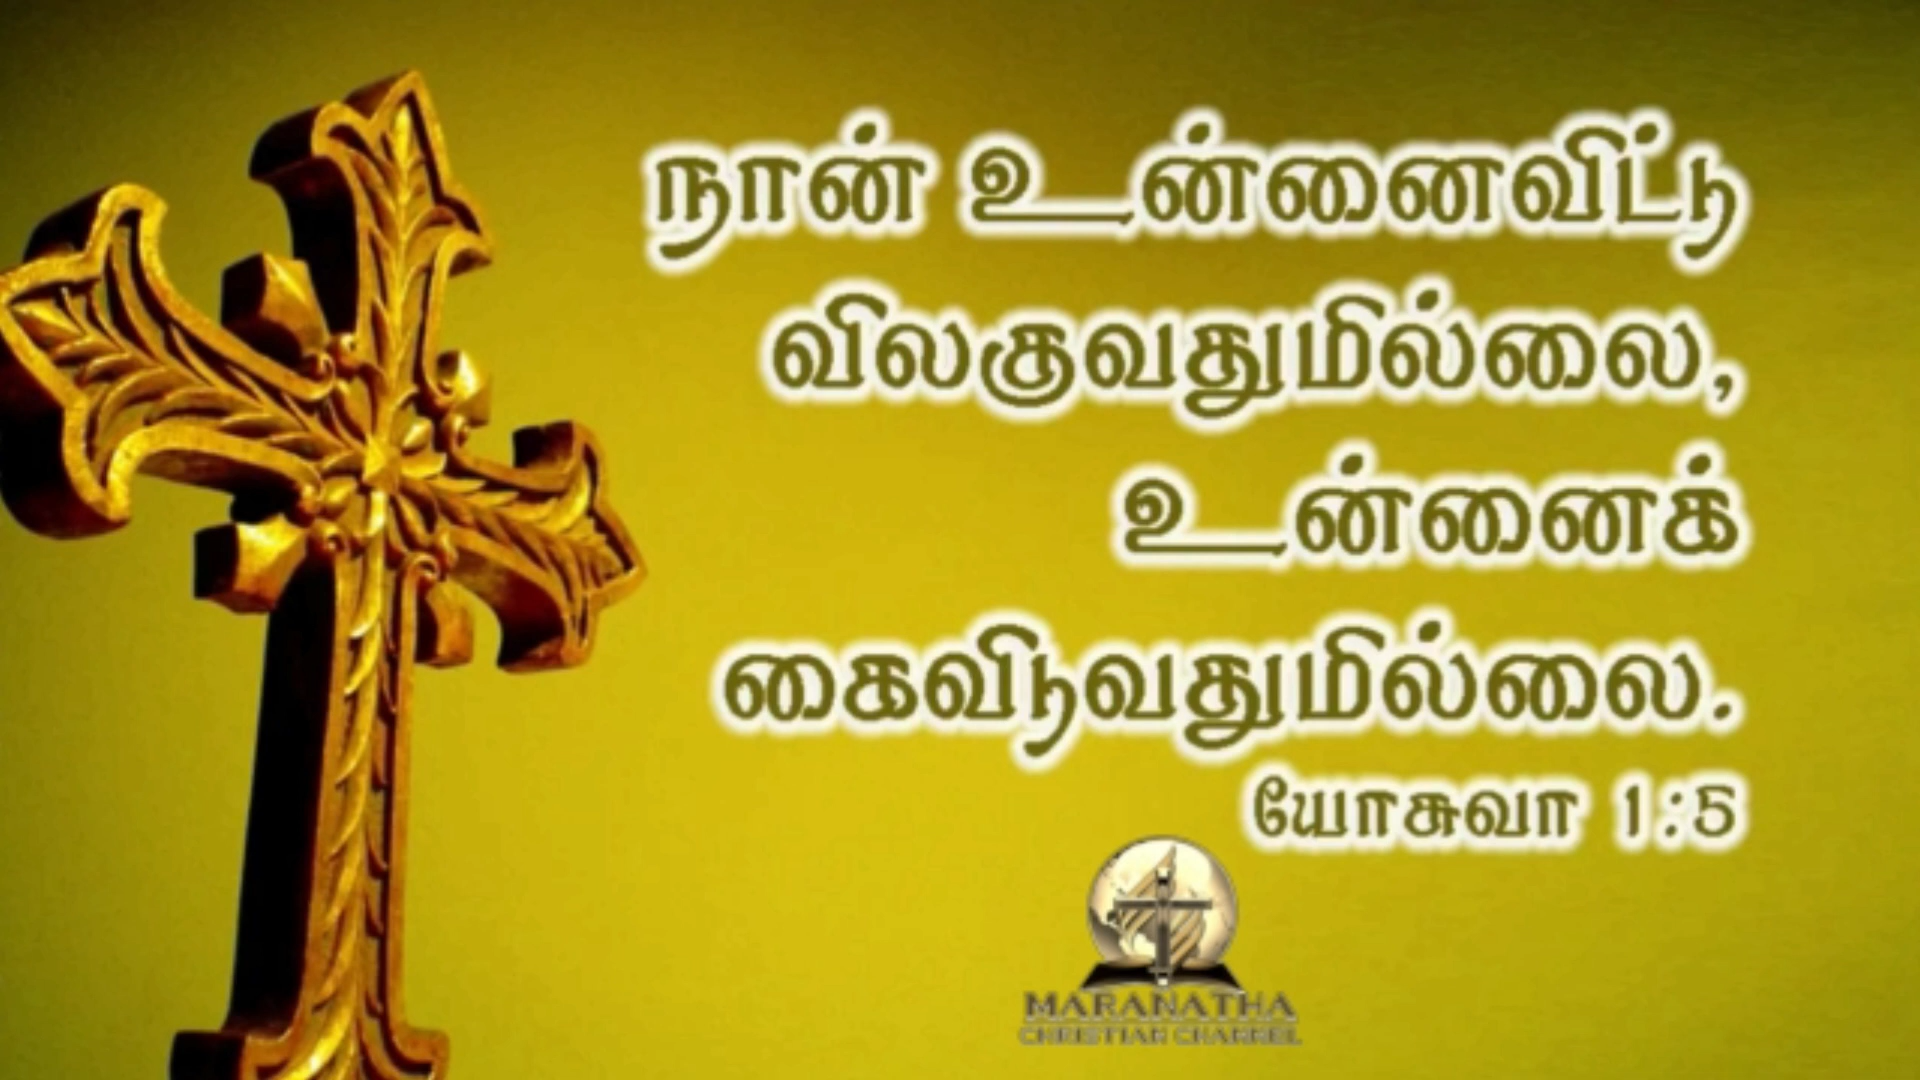 நான் உன்னைவிட்டு
விலகுவதுமில்லை,
உன்னைக்
கைவிடுவதுமில்லை.
யோசுவா 1:5
MARANATHA
CHRISTIAN CHANNEL